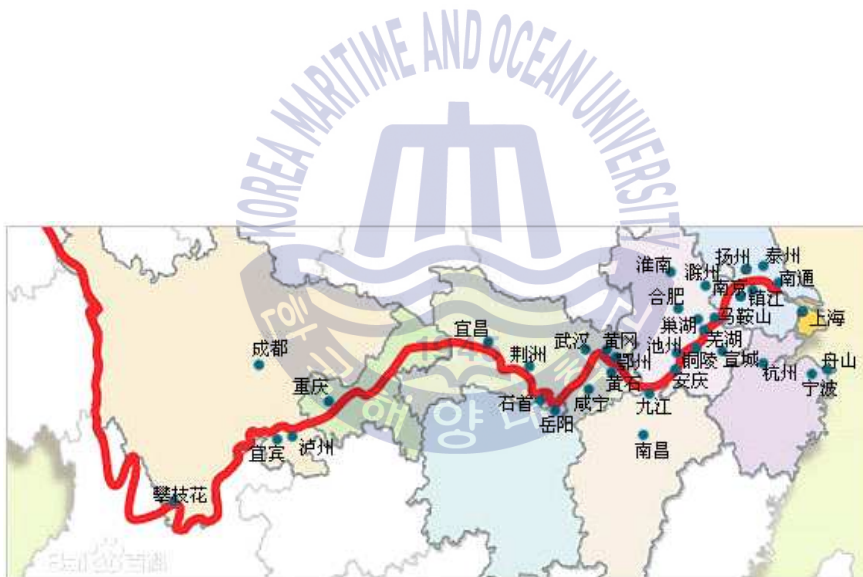 KOREA MARITIME AND OCEAN UNIVERSITY
扬州
泰州
淮南
滁州
南京
南通
镇江
合肥
马鞍山
上海
巢湖
宜昌
武汉
黄冈
池州
芜湖
成都
荆洲
鄂州
铜陵
宣城
杭州
舟山
重庆
黄石
安庆
宁波
石首
咸宁
九江
岳阳
宜宾
泸州
南昌
攀枝花
해양대